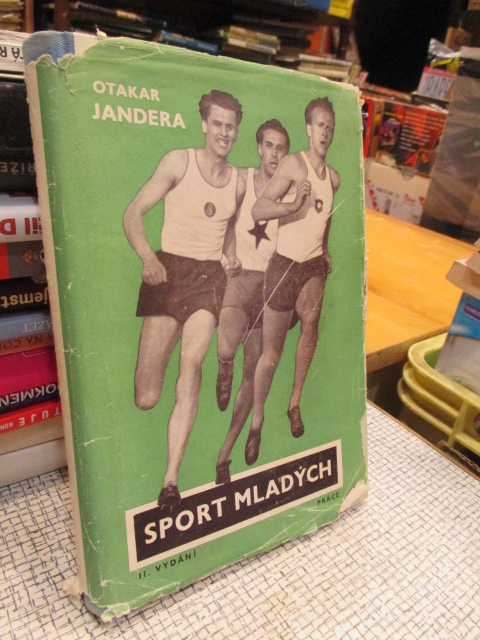 OTAKAR
JANDERA
SPORT MLADÝCH
PRÁCE
II. VYDÁNÍ